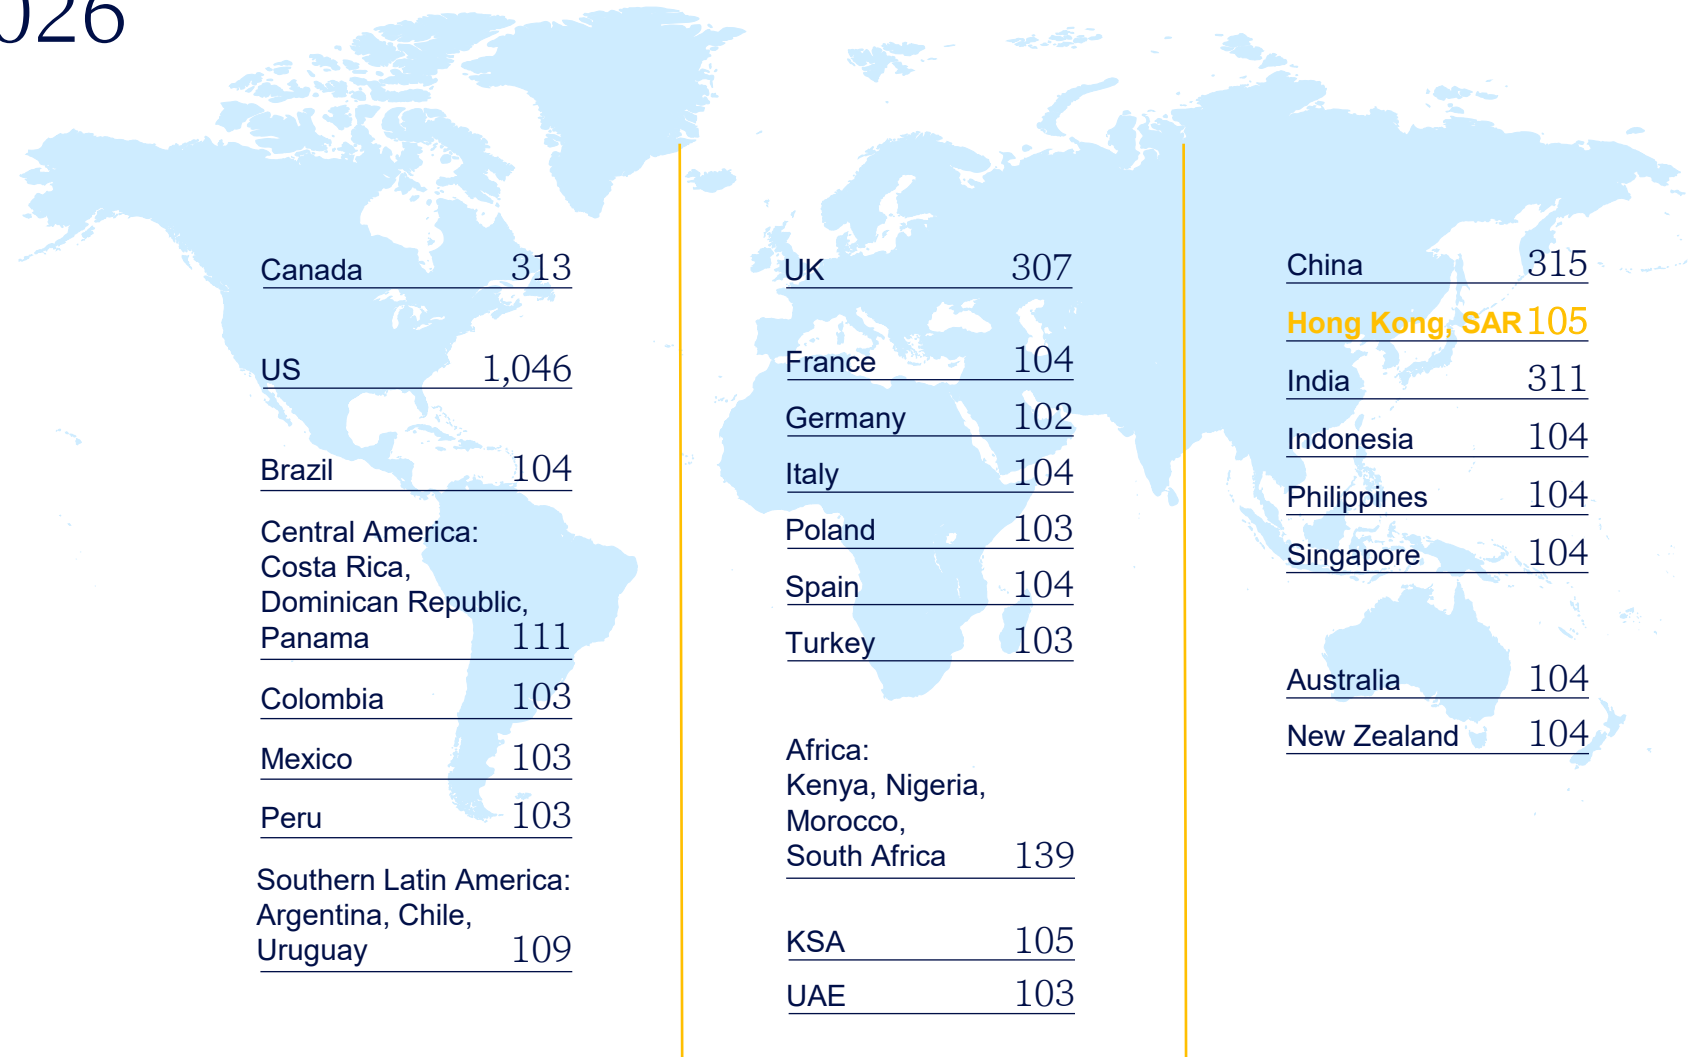 026
Canada 313
US 1,046
Brazil 104
Central America:
Costa Rica,
Dominican Republic,
Panama 111
Colombia 103
Mexico 103
Peru 103
Southern Latin America:
Argentina, Chile,
Uruguay 109
UK 307
France 104
Germany 102
Italy 104
Poland 103
Spain 104
Turkey 103
Africa:
Kenya, Nigeria,
Morocco,
South Africa 139
KSA 105
UAE 103
China 315
Hong Kong, SAR 105
India 311
Indonesia 104
Philippines 104
Singapore 104
Australia 104
New Zealand 104